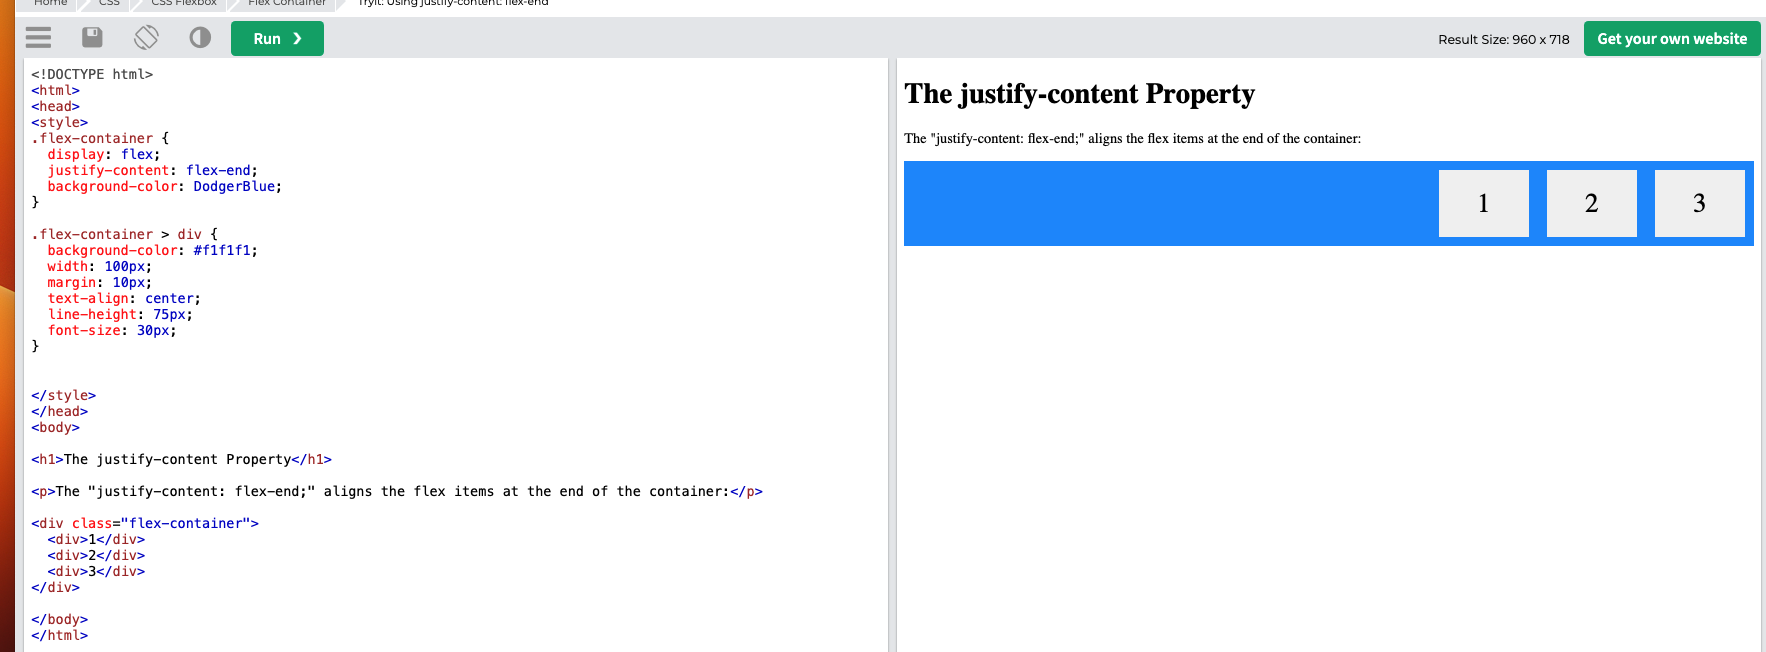 Home CSS CSS Flexbox Flex Container Tryit: Using justify-content: flex-end
Run ❯
Result Size: 960 x 718
Get your own website
<!DOCTYPE html>
<html>
<head>
<style>
.flex-container {
  display: flex;
  justify-content: flex-end;
  background-color: DodgerBlue;
}

.flex-container > div {
  background-color: #f1f1f1;
  width: 100px;
  margin: 10px;
  text-align: center;
  line-height: 75px;
  font-size: 30px;
}

</style>
</head>
<body>

<h1>The justify-content Property</h1>

<p>The "justify-content: flex-end;" aligns the flex items at the end of the container:</p>

<div class="flex-container">
  <div>1</div>
  <div>2</div>
  <div>3</div>
</div>

</body>
</html>
The justify-content Property
The "justify-content: flex-end;" aligns the flex items at the end of the container:
1 2 3